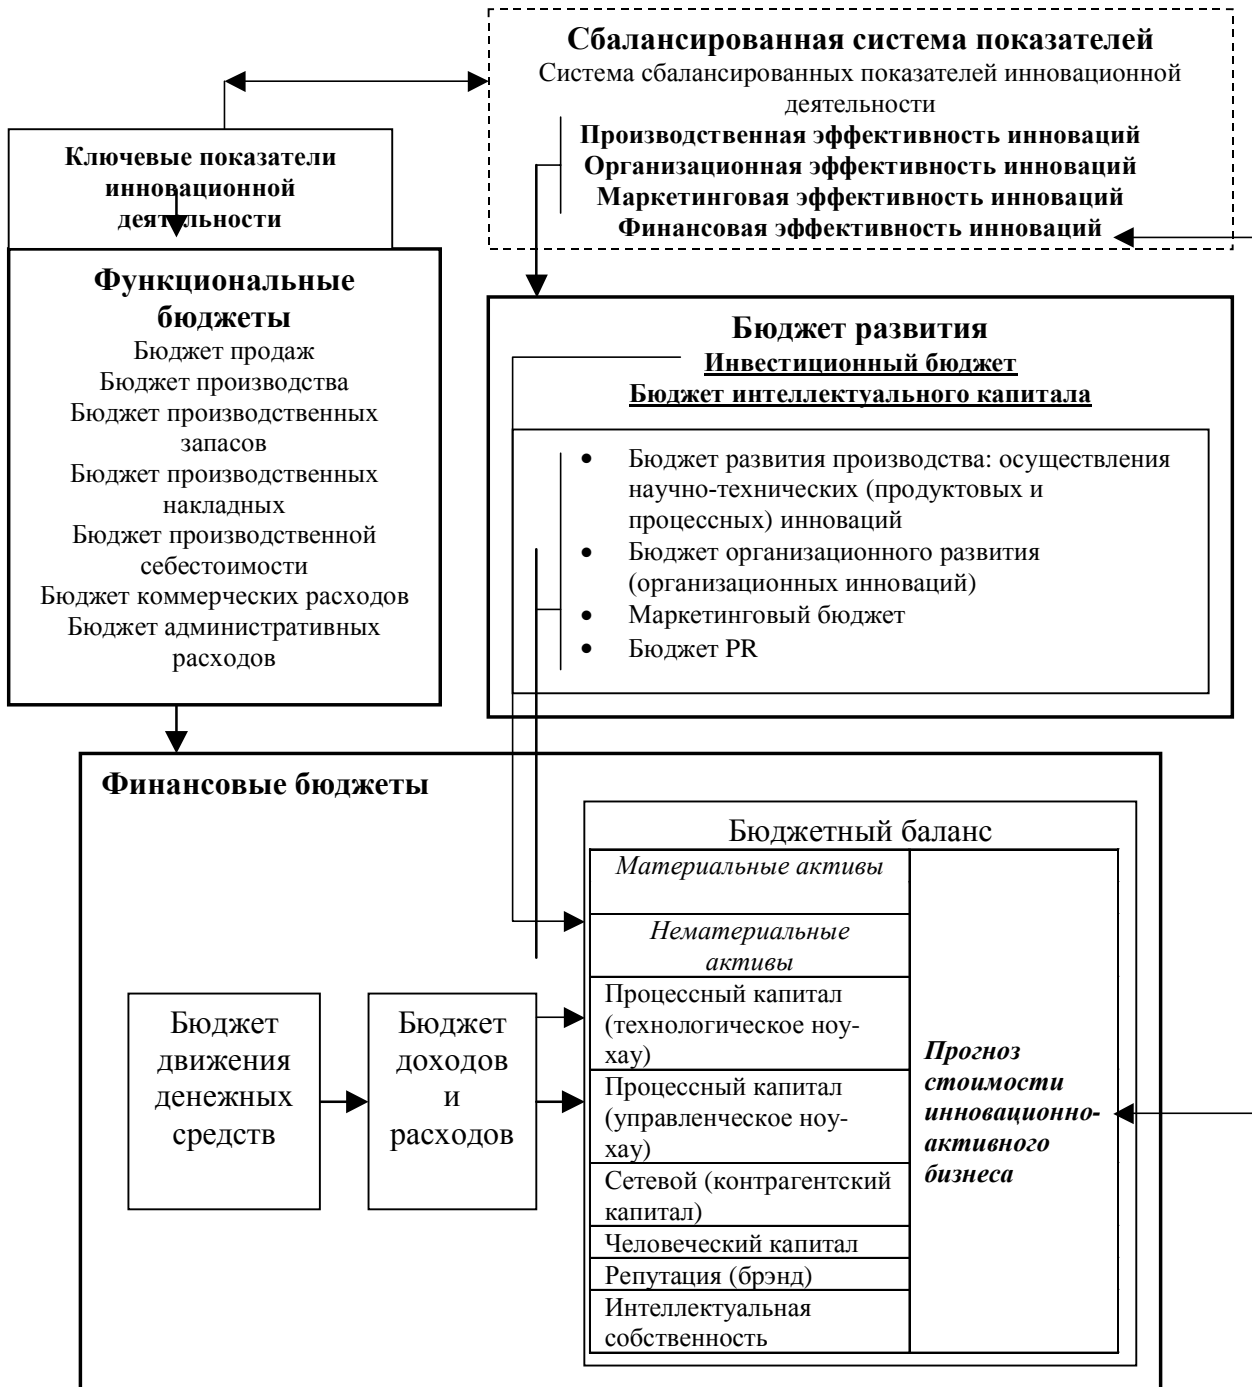 Сбалансированная система показателей
Система сбалансированных показателей инновационной
деятельности
Производственная эффективность инноваций
Организационная эффективность инноваций
Маркетинговая эффективность инноваций
Финансовая эффективность инноваций
Ключевые показатели
инновационной
деятельности
Функциональные
бюджеты
Бюджет продаж
Бюджет производства
Бюджет производственных
запасов
Бюджет производственных
накладных
Бюджет производственной
себестоимости
Бюджет коммерческих расходов
Бюджет административных
расходов
Бюджет развития
Инвестиционный бюджет
Бюджет интеллектуального капитала
• Бюджет развития производства: осуществления
научно-технических (продуктовых и
процессных) инноваций
• Бюджет организационного развития
(организационных инноваций)
• Маркетинговый бюджет
• Бюджет PR
Финансовые бюджеты
Бюджет
движения
денежных
средств
Бюджет
доходов
и
расходов
Бюджетный баланс
Материальные активы
Нематериальные
активы
Процессный капитал
(технологическое ноу-
хау)
Процессный капитал
(управленческое ноу-
хау)
Сетевой (контрагентский
капитал)
Человеческий капитал
Репутация (брэнд)
Интеллектуальная
собственность
Прогноз
стоимости
инновационно-
активного
бизнеса